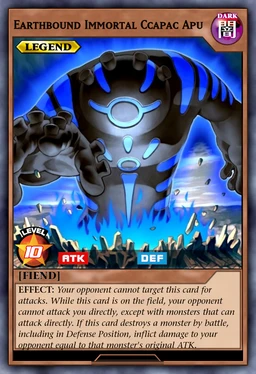 Earthbound Immortal Ccapac Apu
DARK
闇
LEGEND
LEVEL
10
ATK
DEF
[FIEND]
EFFECT: Your opponent cannot target this card for
attacks. While this card is on the field, your opponent
cannot attack you directly, except with monsters that can
attack directly. If this card destroys a monster by battle,
including in Defense Position, inflict damage to your
opponent equal to that monster's original ATK.